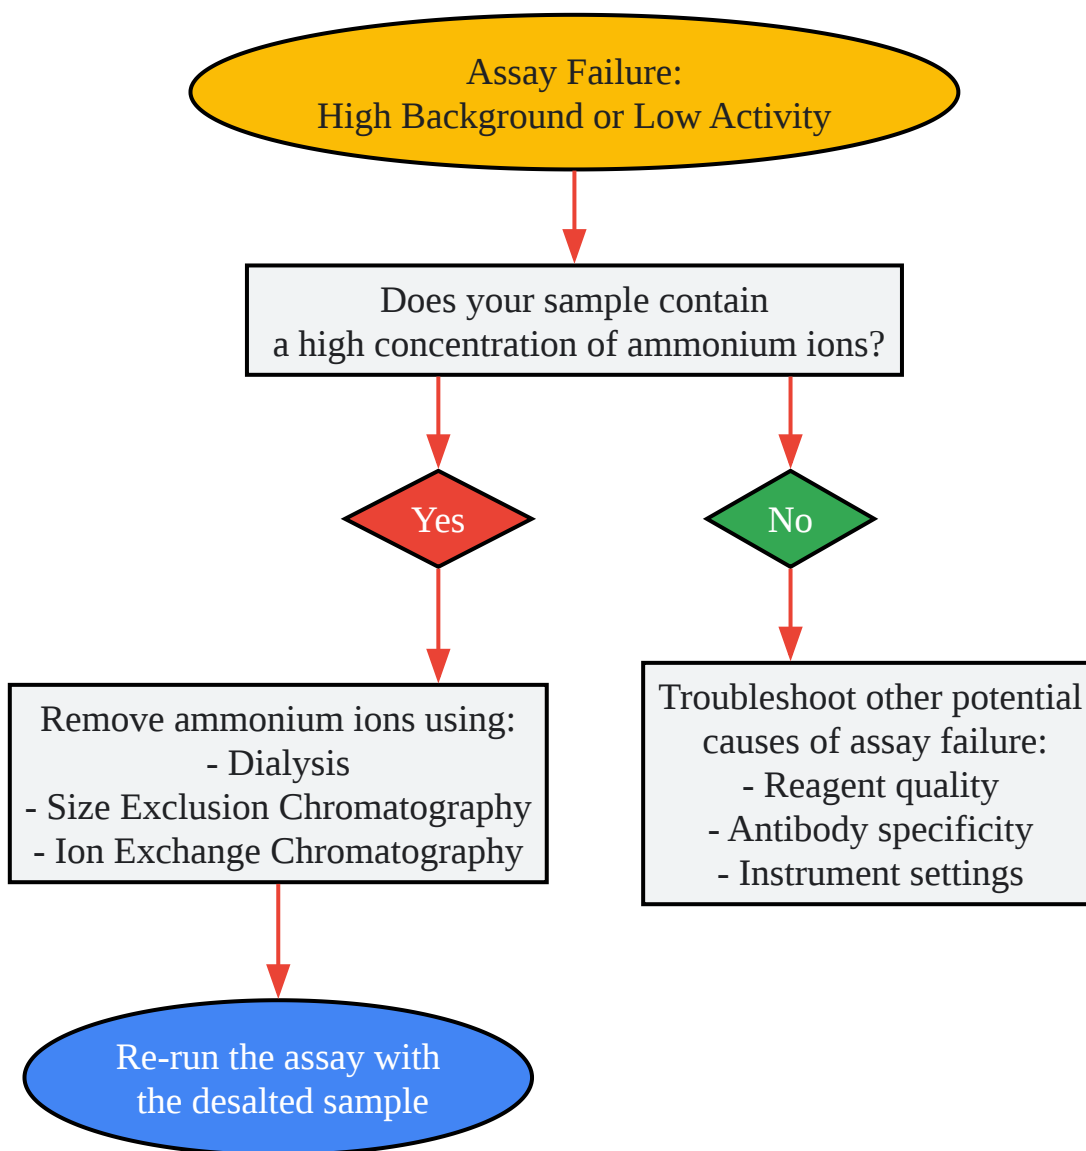 Assay Failure:
High Background or Low Activity
Does your sample contain
a high concentration of ammonium ions?
Yes
No
Remove ammonium ions using:
- Dialysis
- Size Exclusion Chromatography
- Ion Exchange Chromatography
Troubleshoot other potential
causes of assay failure:
- Reagent quality
- Antibody specificity
- Instrument settings
Re-run the assay with
the desalted sample